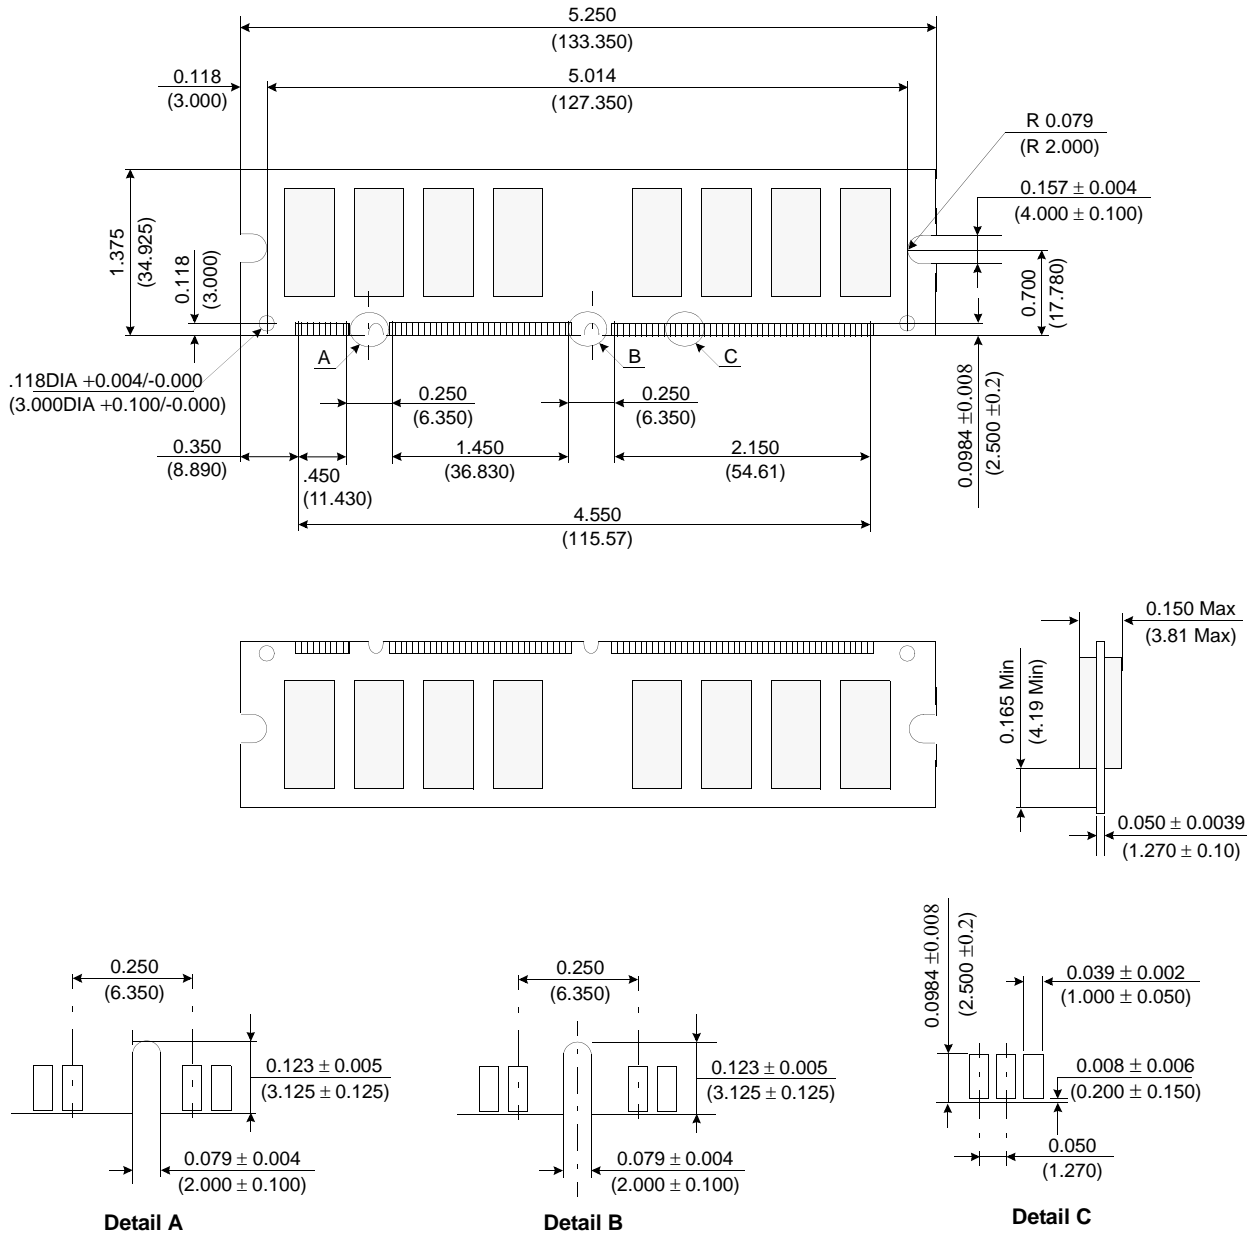 5.250
(133.350)
0.118
(3.000)
5.014
(127.350)
R 0.079
(R 2.000)
0.157 ± 0.004
(4.000 ± 0.100)
1.375
(34.925)
0.118
(3.000)
0.700
(17.780)
A
B
C
.118DIA +0.004/-0.000
(3.000DIA +0.100/-0.000)
0.250
(6.350)
0.250
(6.350)
0.0984 ±0.008
(2.500 ±0.2)
0.350
(8.890)
.450
(11.430)
1.450
(36.830)
2.150
(54.61)
4.550
(115.57)
0.150 Max
(3.81 Max)
0.165 Min
(4.19 Min)
0.050 ± 0.0039
(1.270 ± 0.10)
0.250
(6.350)
0.123 ± 0.005
(3.125 ± 0.125)
0.079 ± 0.004
(2.000 ± 0.100)
Detail A
0.250
(6.350)
0.123 ± 0.005
(3.125 ± 0.125)
0.079 ± 0.004
(2.000 ± 0.100)
Detail B
0.0984 ±0.008
(2.500 ±0.2)
0.039 ± 0.002
(1.000 ± 0.050)
0.008 ± 0.006
(0.200 ± 0.150)
0.050
(1.270)
Detail C